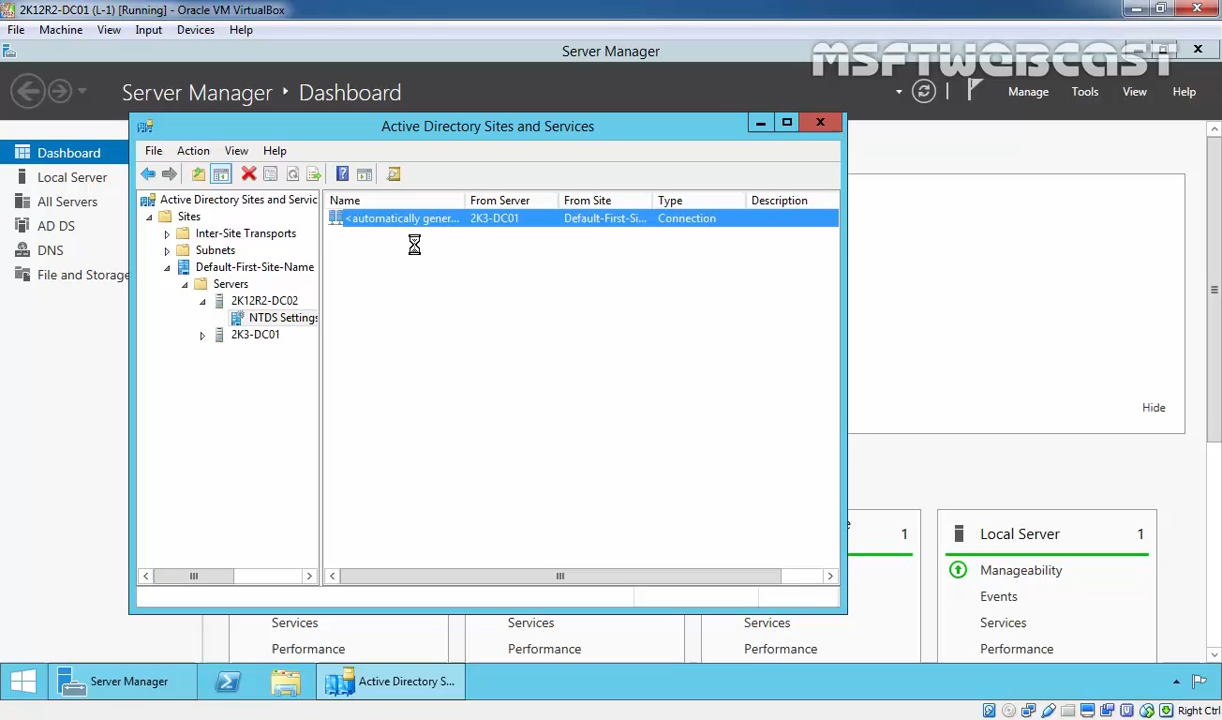 2K12R2-DC01 (L-1) [Running] - Oracle VM VirtualBox
File Machine View Input Devices Help
Server Manager
MSFTWEBCAST
Server Manager • Dashboard
Manage Tools View Help
Dashboard
Local Server
All Servers
AD DS
DNS
File and Storage
Active Directory Sites and Services
File Action View Help
Active Directory Sites and Servic
Sites
Inter-Site Transports
Subnets
Default-First-Site-Name
Servers
2K12R2-DC02
NTDS Settings
2K3-DC01
Name From Server From Site Type Description
<automatically gener... 2K3-DC01 Default-First-Si... Connection
Hide
1
Local Server 1
Manageability
Events
Services Services Services Services
Performance Performance Performance Performance
Server Manager
Active Directory S...
Right Ctrl